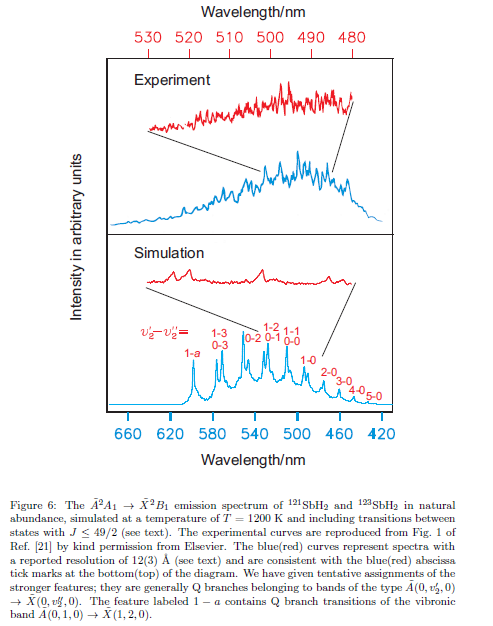 Wavelength/nm
530 520 510 500 490 480
Experiment
Intensity in arbitrary units
Simulation
υ₂′–υ₂″=
1-a
1-3
0-3
0-2
1-2
0-1
1-1
0-0
1-0
2-0
3-0
4-0
5-0
660 620 580 540 500 460 420
Wavelength/nm
Figure 6: The Ã²A₁ → X̃²B₁ emission spectrum of ¹²¹SbH₂ and ¹²³SbH₂ in natural
abundance, simulated at a temperature of T = 1200 K and including transitions between
states with J ≤ 49/2 (see text). The experimental curves are reproduced from Fig. 1 of
Ref. [21] by kind permission from Elsevier. The blue(red) curves represent spectra with
a reported resolution of 12(3) Å (see text) and are consistent with the blue(red) abscissa
tick marks at the bottom(top) of the diagram. We have given tentative assignments of the
stronger features; they are generally Q branches belonging to bands of the type Ã(0, υ₂′, 0)
→ X̃(0, υ₂″, 0). The feature labeled 1 − a contains Q branch transitions of the vibronic
band Ã(0, 1, 0) → X̃(1, 2, 0).